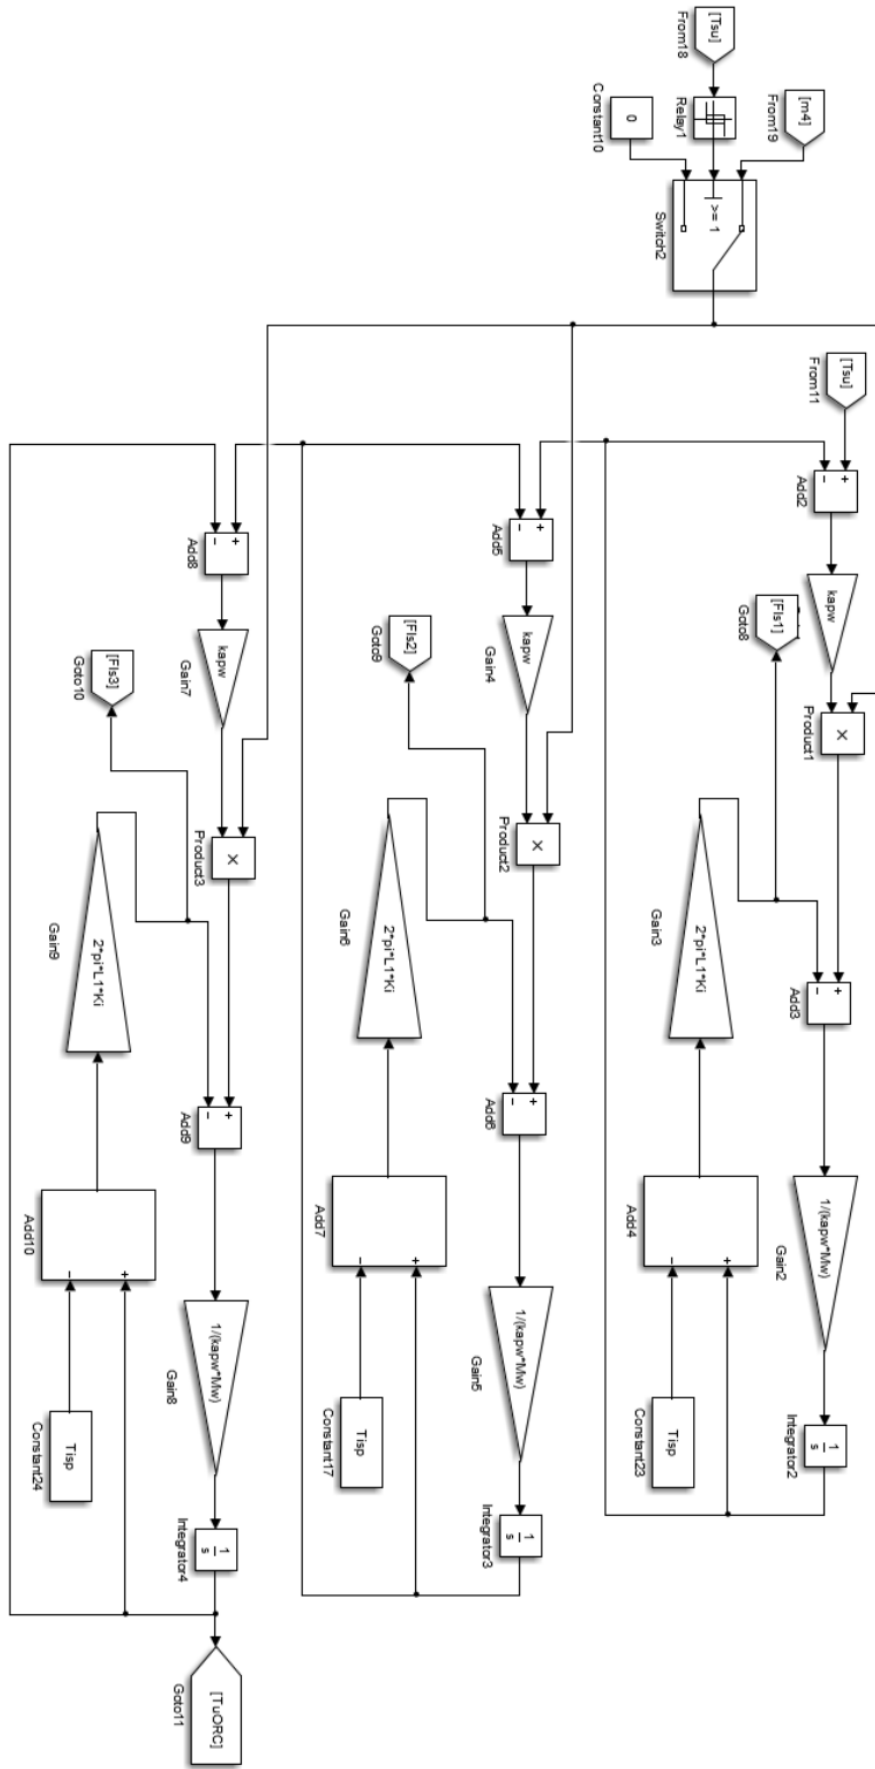 [Tsu]
From18
Relay1
[m4]
From19
0
Constant10
>= 1
Switch2
[Tsu]
From11
+
−
Add2
kapw
[Fls1]
Goto8
×
Product1
+
−
Add3
2*pi*L1*Ki
Gain3
1/(kapw*Mw)
Gain2
+
−
Add4
Tisp
Constant23
1
s
Integrator2
+
−
Add5
kapw
Gain4
[Fls2]
Goto9
×
Product2
+
−
Add6
2*pi*L1*Ki
Gain6
1/(kapw*Mw)
Gain5
+
−
Add7
Tisp
Constant17
1
s
Integrator3
+
−
Add8
kapw
Gain7
[Fls3]
Goto10
×
Product3
+
−
Add9
2*pi*L1*Ki
Gain9
1/(kapw*Mw)
Gain8
+
−
Add10
Tisp
Constant24
1
s
Integrator4
[TuORC]
Goto11